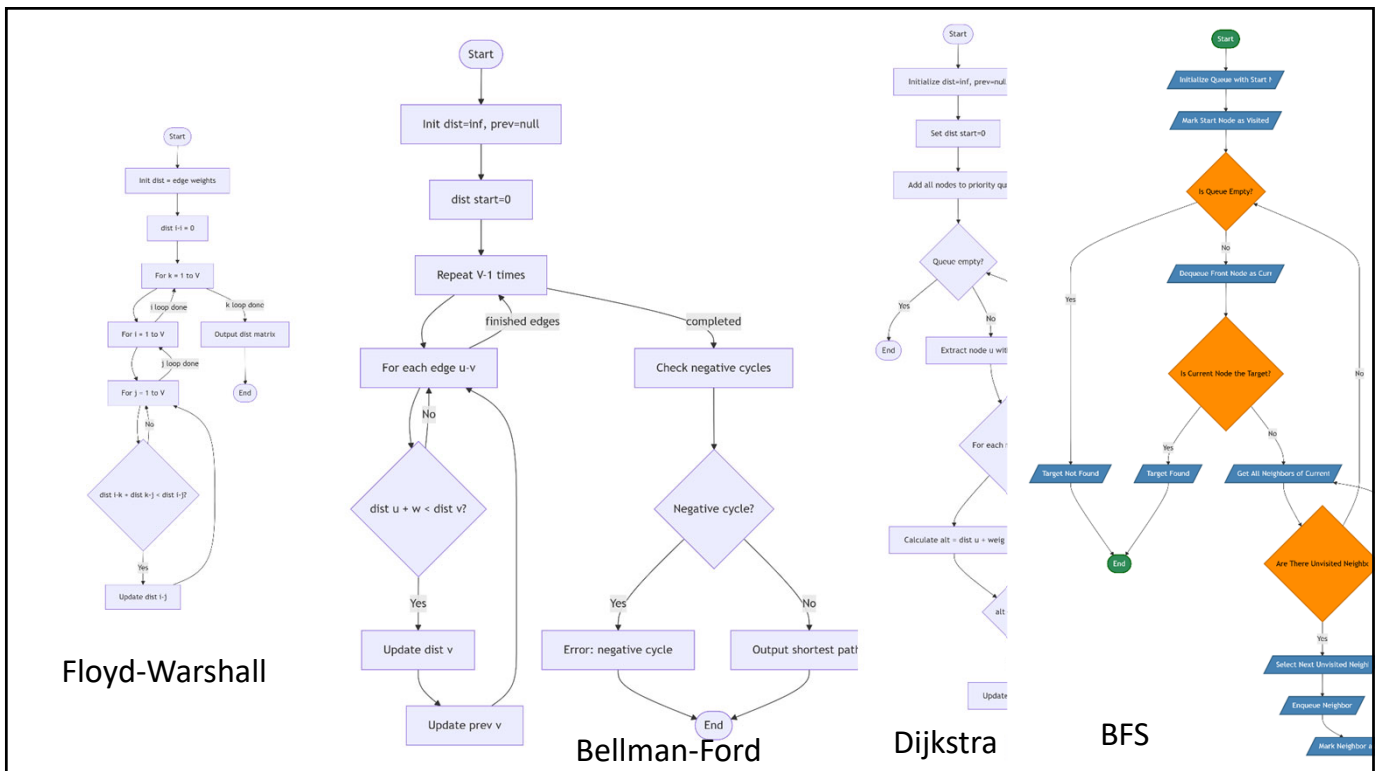 Start
Init dist = edge weights
dist i-i = 0
For k = 1 to V
i loop done
k loop done
For i = 1 to V
Output dist matrix
j loop done
For j = 1 to V
End
No
dist i-k + dist k-j < dist i-j?
Yes
Update dist i-j
Floyd-Warshall
Start
Init dist=inf, prev=null
dist start=0
Repeat V-1 times
finished edges
completed
For each edge u-v
Check negative cycles
No
dist u + w < dist v?
Negative cycle?
Yes
Yes
No
Update dist v
Error: negative cycle
Output shortest path
Update prev v
End
Bellman-Ford
Start
Initialize dist=inf, prev=null
Set dist start=0
Add all nodes to priority qu
Queue empty?
Yes
No
End
Extract node u with
For each
Calculate alt = dist u + weig
alt
Update
Dijkstra
Start
Initialize Queue with Start
Mark Start Node as Visited
Is Queue Empty?
No
Dequeue Front Node as Curr
Yes
Is Current Node the Target?
No
Yes
No
Target Not Found
Target Found
Get All Neighbors of Current
End
Are There Unvisited Neighb
Yes
Select Next Unvisited Neighl
Enqueue Neighbor
Mark Neighbor a
BFS